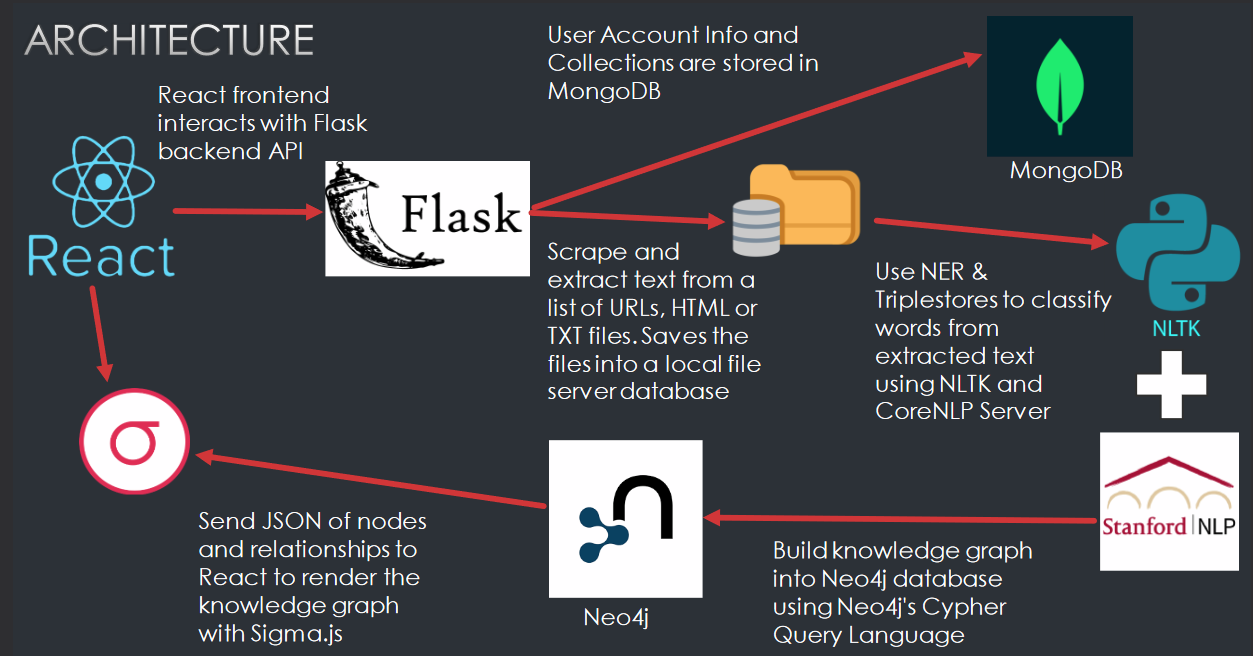 ARCHITECTURE
React frontend
interacts with Flask
backend API
User Account Info and
Collections are stored in
MongoDB
MongoDB
React
Flask
Scrape and
extract text from a
list of URLs, HTML or
TXT files. Saves the
files into a local file
server database
Use NER &
Triplestores to classify
words from
extracted text
using NLTK and
CoreNLP Server
NLTK
Stanford NLP
Build knowledge graph
into Neo4j database
using Neo4j's Cypher
Query Language
Neo4j
Send JSON of nodes
and relationships to
React to render the
knowledge graph
with Sigma.js
σ